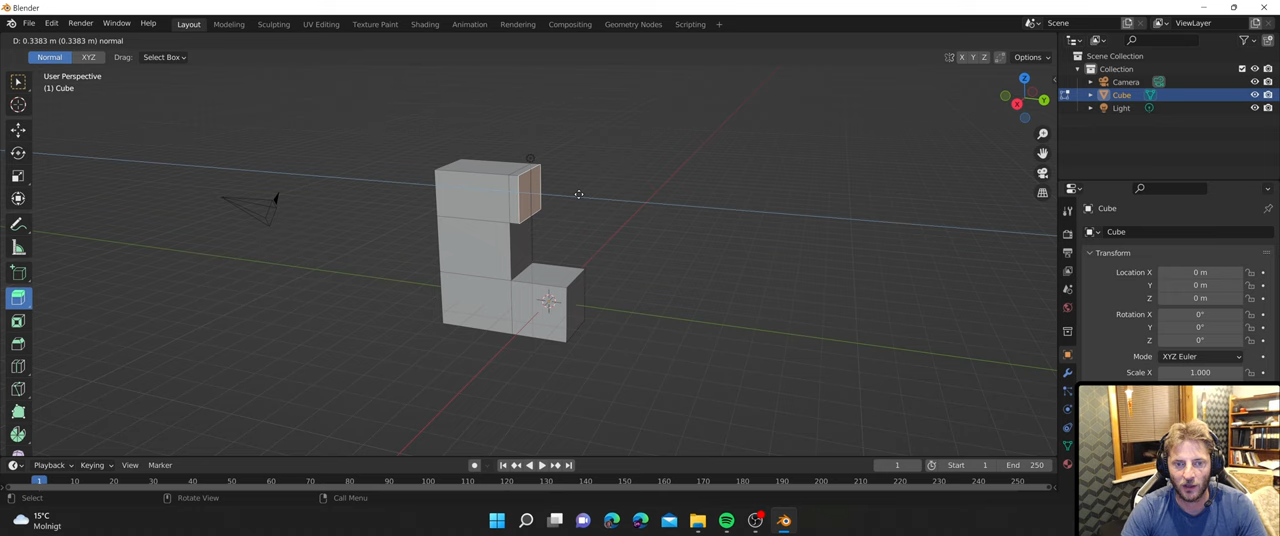 Blender
File Edit Render Window Help Layout Modeling Sculpting UV Editing Texture Paint Shading Animation Rendering Compositing Geometry Nodes Scripting + Scene ViewLayer
D: 0.3383 m (0.3383 m) normal
Normal XYZ Drag: Select Box X Y Z Options
User Perspective
(1) Cube
Z
X Y
Scene Collection
Collection
Camera
Cube
Light
Cube
Cube
Transform
Location X 0 m
Y 0 m
Z 0 m
Rotation X 0°
Y 0°
Z 0°
Mode XYZ Euler
Scale X 1.000
Playback Keying View Marker 1 Start 1 End 250
1 10 20 30 40 50 60 70 80 90 100 110 120 130 140 150 160 170 180 190 200 210 220 230 240 250
Select Rotate View Call Menu
15°C
Molnigt